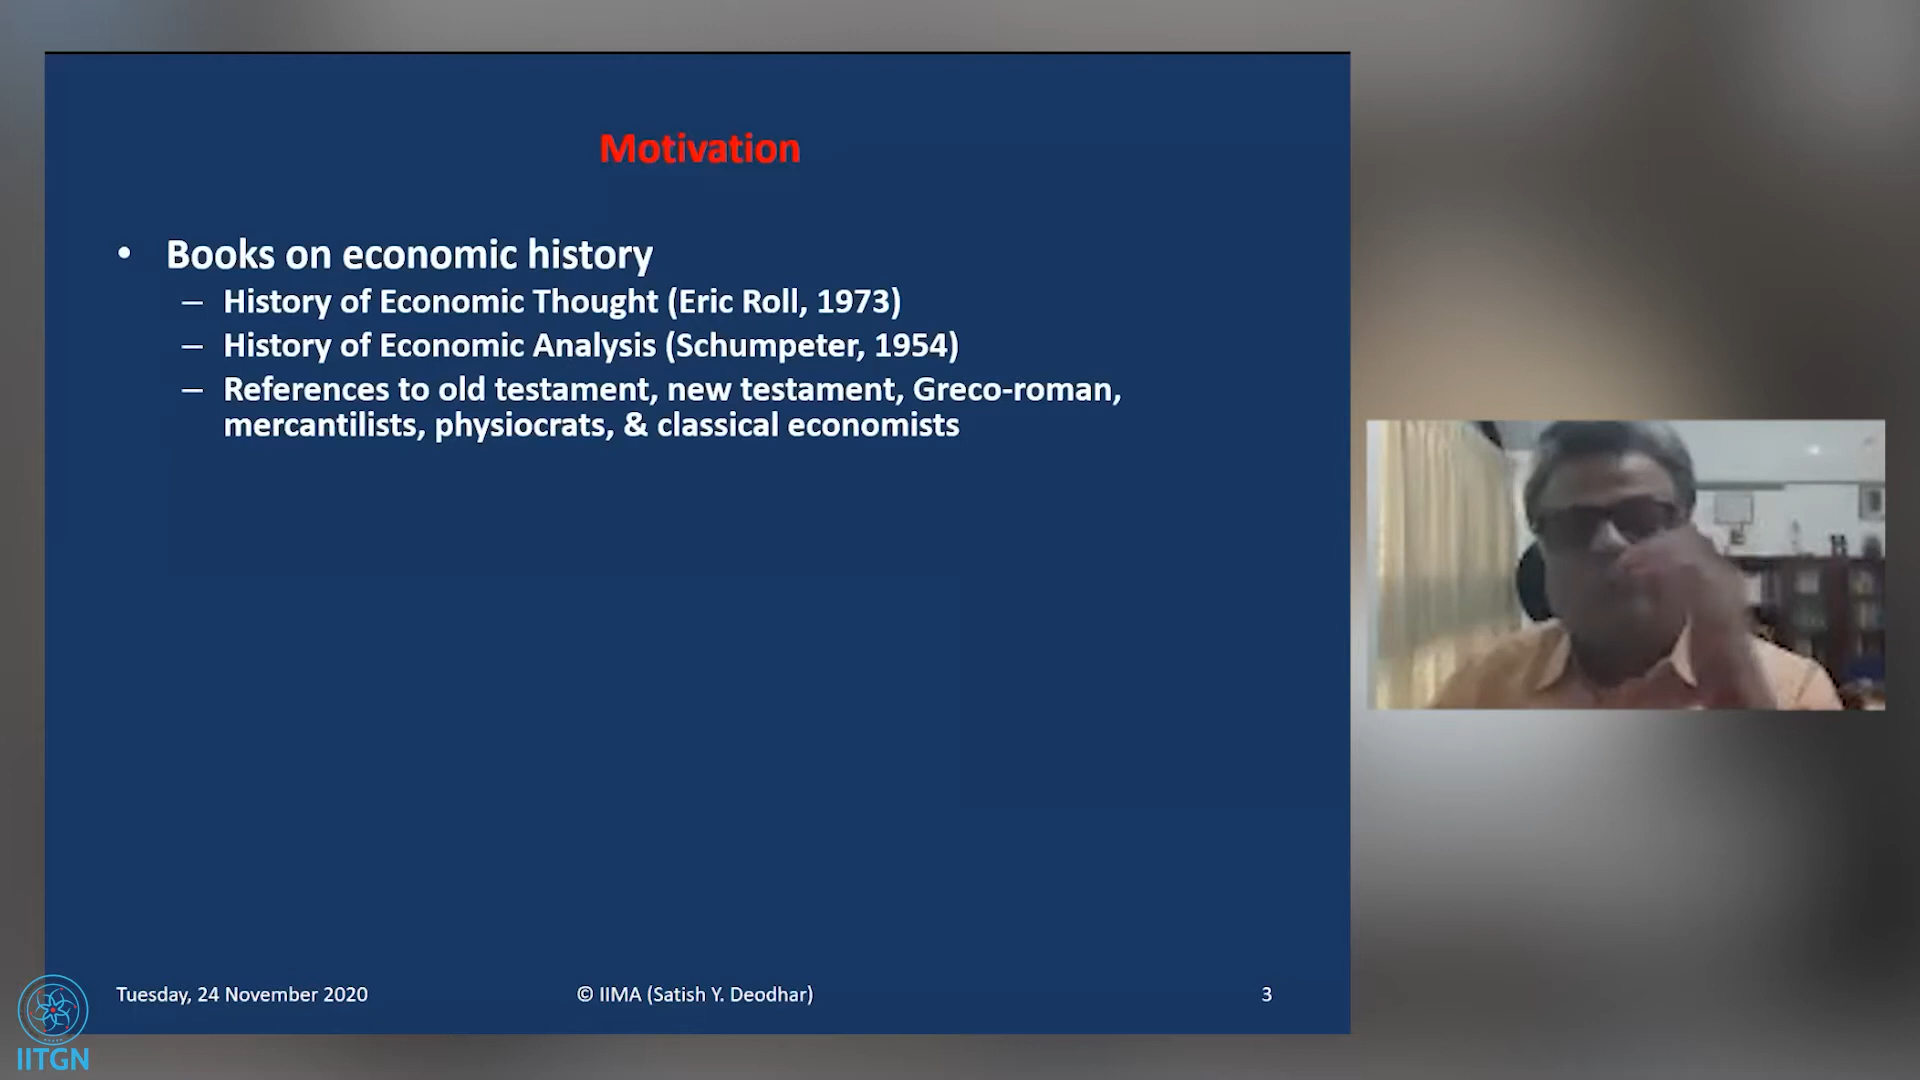 Motivation
• Books on economic history
– History of Economic Thought (Eric Roll, 1973)
– History of Economic Analysis (Schumpeter, 1954)
– References to old testament, new testament, Greco-roman,
mercantilists, physiocrats, & classical economists
Tuesday, 24 November 2020
© IIMA (Satish Y. Deodhar)
3
IITGN